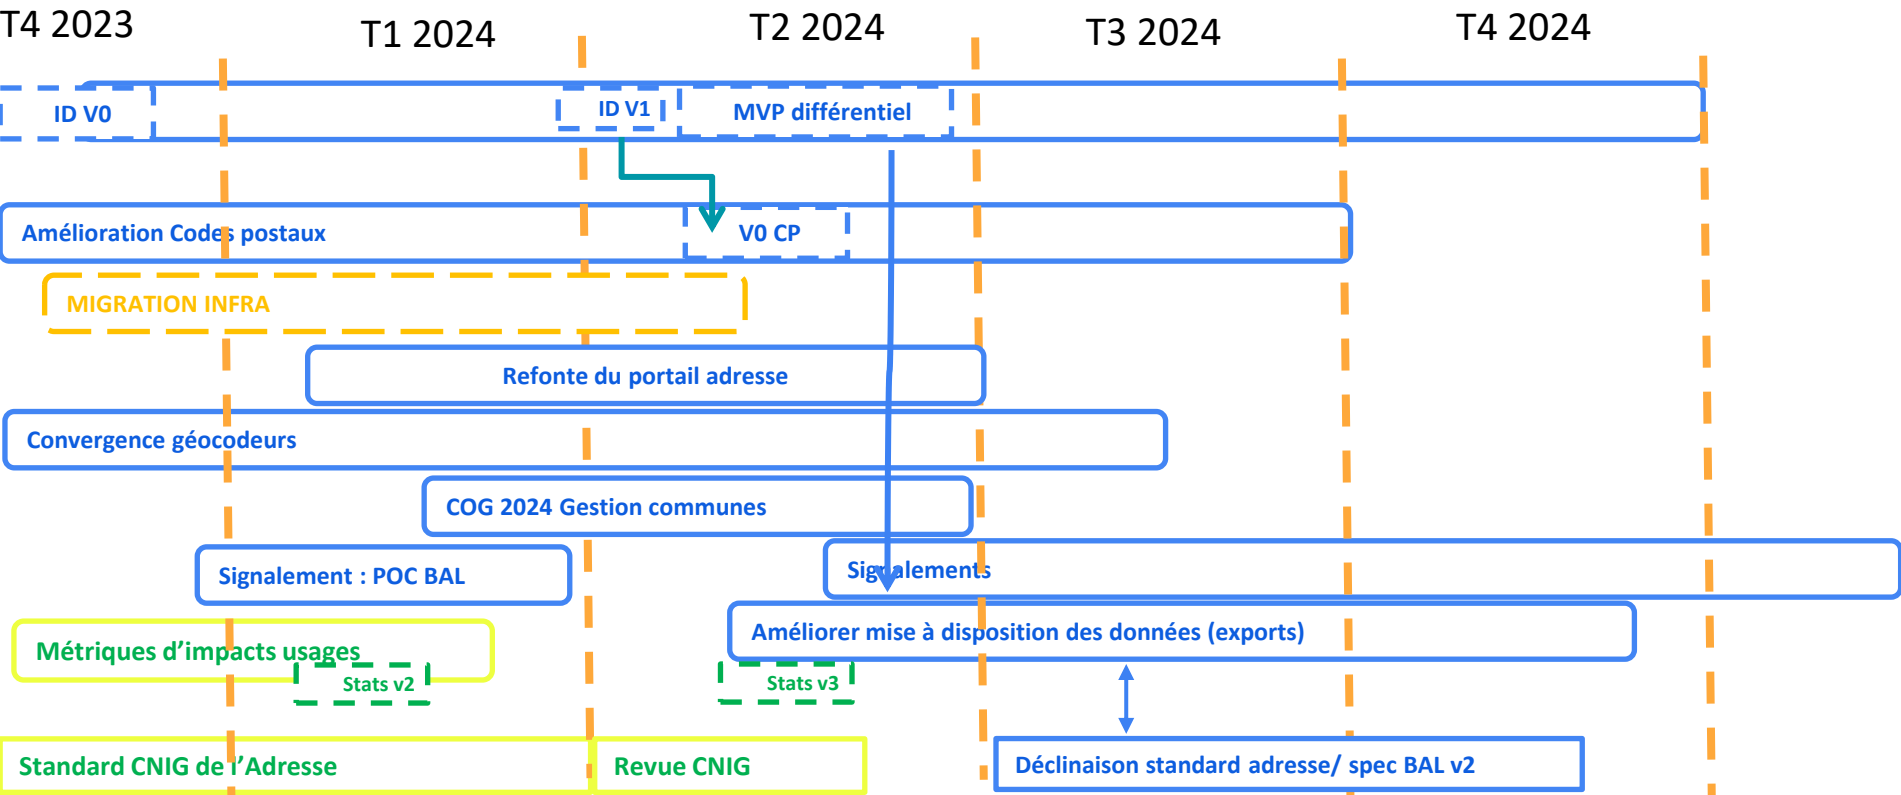 T4 2023
T1 2024
T2 2024
T3 2024
T4 2024
ID V0
ID V1
MVP différentiel
Amélioration Codes postaux
V0 CP
MIGRATION INFRA
Refonte du portail adresse
Convergence géocodeurs
COG 2024 Gestion communes
Signalement : POC BAL
Signalements
Améliorer mise à disposition des données (exports)
Métriques d’impacts usages
Stats v2
Stats v3
Standard CNIG de l’Adresse
Revue CNIG
Déclinaison standard adresse/ spec BAL v2